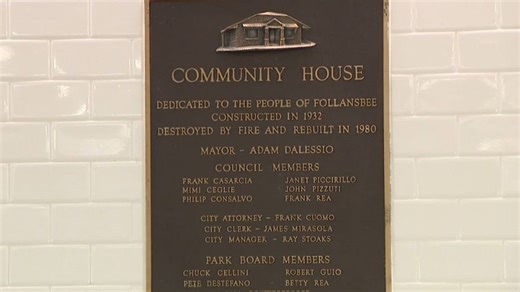 COMMUNITY HOUSE
DEDICATED TO THE PEOPLE OF FOLLANSBEE
CONSTRUCTED IN 1932
DESTROYED BY FIRE AND REBUILT IN 1980
MAYOR - ADAM DALESSIO
COUNCIL MEMBERS
FRANK CASARCIA JANET PICCIRILLO
MIMI CEGLIE JOHN PIZZUTI
PHILIP CONSALVO FRANK REA
CITY ATTORNEY - FRANK CUOMO
CITY CLERK - JAMES MIRASOLA
CITY MANAGER - RAY STOAKS
PARK BOARD MEMBERS
CHUCK CELLINI ROBERT GUIO
PETE DESTEFANO BETTY REA